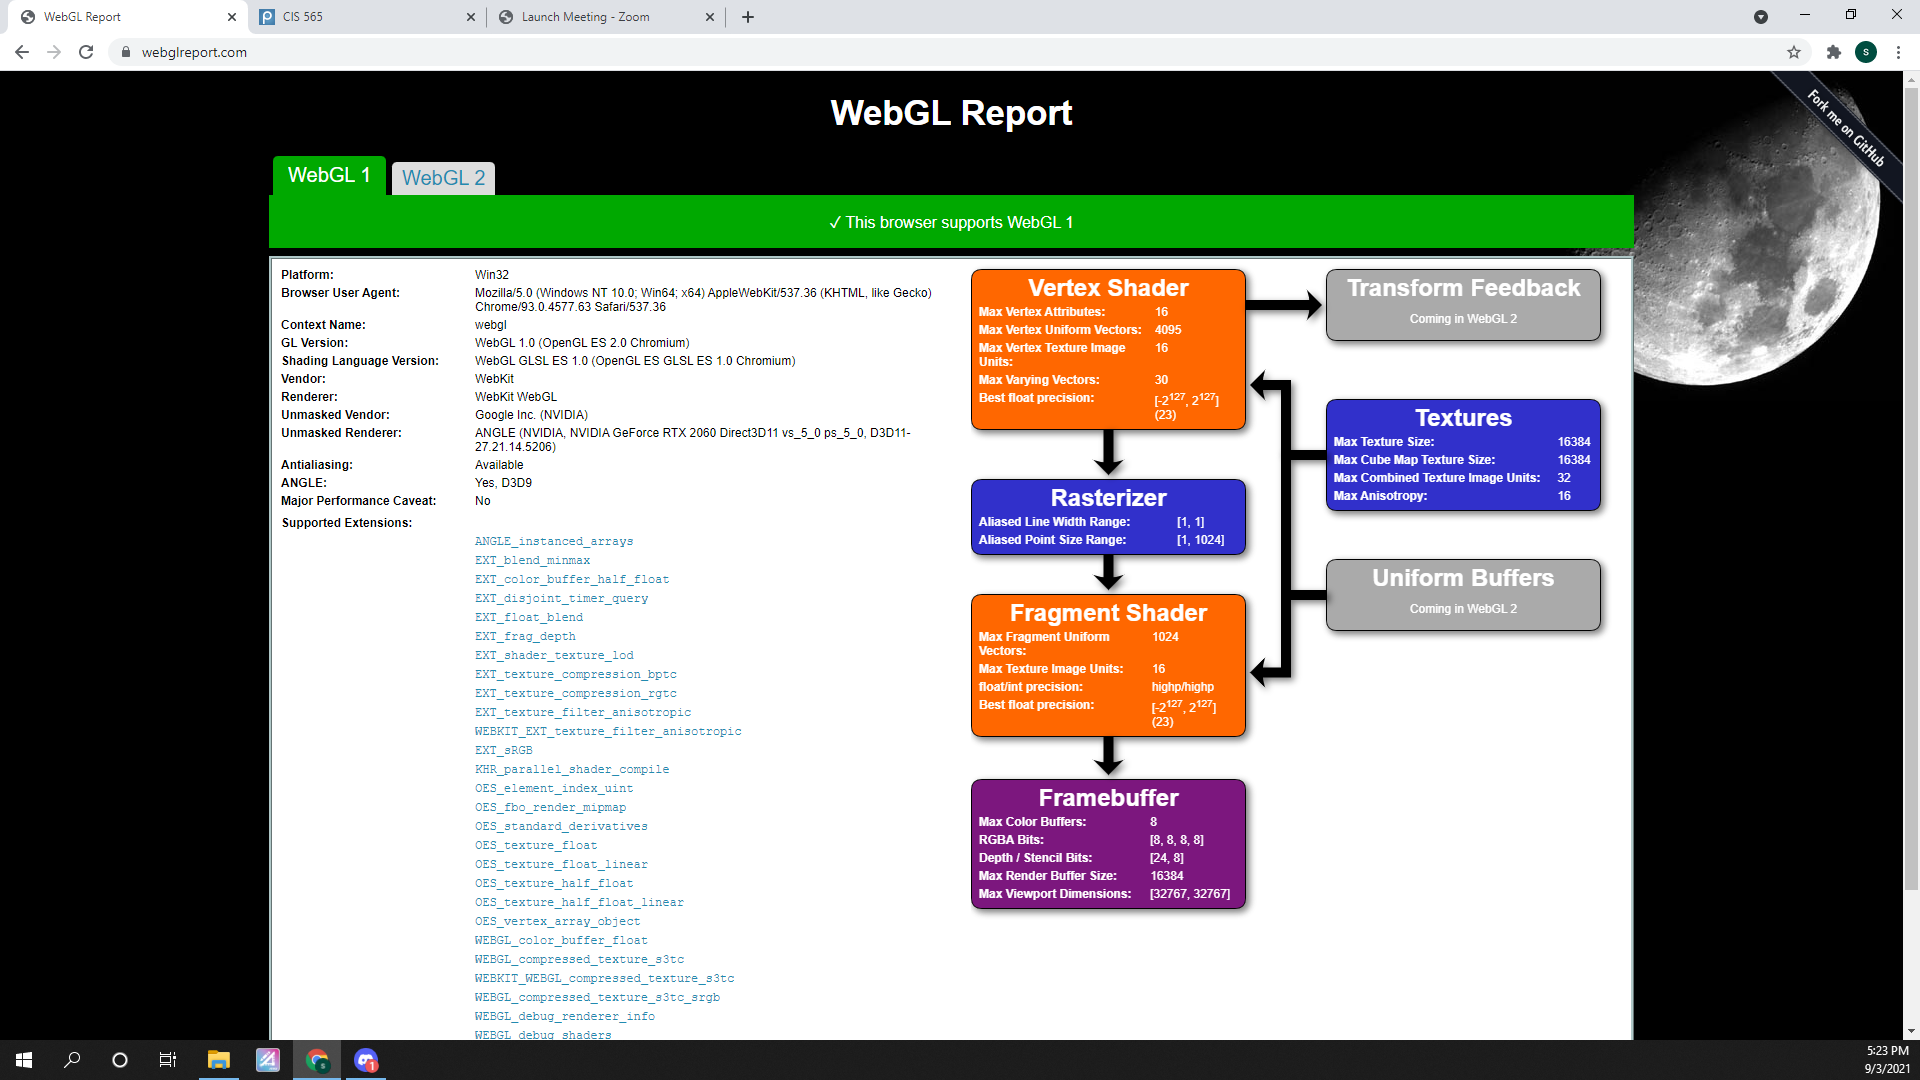 WebGL Report
CIS 565
Launch Meeting - Zoom
webglreport.com
S
Fork me on GitHub
WebGL Report
WebGL 1
WebGL 2
✓ This browser supports WebGL 1
Platform: Win32
Browser User Agent: Mozilla/5.0 (Windows NT 10.0; Win64; x64) AppleWebKit/537.36 (KHTML, like Gecko)
Chrome/93.0.4577.63 Safari/537.36
Context Name: webgl
GL Version: WebGL 1.0 (OpenGL ES 2.0 Chromium)
Shading Language Version: WebGL GLSL ES 1.0 (OpenGL ES GLSL ES 1.0 Chromium)
Vendor: WebKit
Renderer: WebKit WebGL
Unmasked Vendor: Google Inc. (NVIDIA)
Unmasked Renderer: ANGLE (NVIDIA, NVIDIA GeForce RTX 2060 Direct3D11 vs_5_0 ps_5_0, D3D11-
27.21.14.5206)
Antialiasing: Available
ANGLE: Yes, D3D9
Major Performance Caveat: No
Supported Extensions:
ANGLE_instanced_arrays
EXT_blend_minmax
EXT_color_buffer_half_float
EXT_disjoint_timer_query
EXT_float_blend
EXT_frag_depth
EXT_shader_texture_lod
EXT_texture_compression_bptc
EXT_texture_compression_rgtc
EXT_texture_filter_anisotropic
WEBKIT_EXT_texture_filter_anisotropic
EXT_sRGB
KHR_parallel_shader_compile
OES_element_index_uint
OES_fbo_render_mipmap
OES_standard_derivatives
OES_texture_float
OES_texture_float_linear
OES_texture_half_float
OES_texture_half_float_linear
OES_vertex_array_object
WEBGL_color_buffer_float
WEBGL_compressed_texture_s3tc
WEBKIT_WEBGL_compressed_texture_s3tc
WEBGL_compressed_texture_s3tc_srgb
WEBGL_debug_renderer_info
WEBGL_debug_shaders
Vertex Shader
Max Vertex Attributes: 16
Max Vertex Uniform Vectors: 4095
Max Vertex Texture Image 16
Units:
Max Varying Vectors: 30
Best float precision: [-2^127, 2^127]
(23)
Rasterizer
Aliased Line Width Range: [1, 1]
Aliased Point Size Range: [1, 1024]
Fragment Shader
Max Fragment Uniform 1024
Vectors:
Max Texture Image Units: 16
float/int precision: highp/highp
Best float precision: [-2^127, 2^127]
(23)
Framebuffer
Max Color Buffers: 8
RGBA Bits: [8, 8, 8, 8]
Depth / Stencil Bits: [24, 8]
Max Render Buffer Size: 16384
Max Viewport Dimensions: [32767, 32767]
Transform Feedback
Coming in WebGL 2
Textures
Max Texture Size: 16384
Max Cube Map Texture Size: 16384
Max Combined Texture Image Units: 32
Max Anisotropy: 16
Uniform Buffers
Coming in WebGL 2
S
1
5:23 PM
9/3/2021